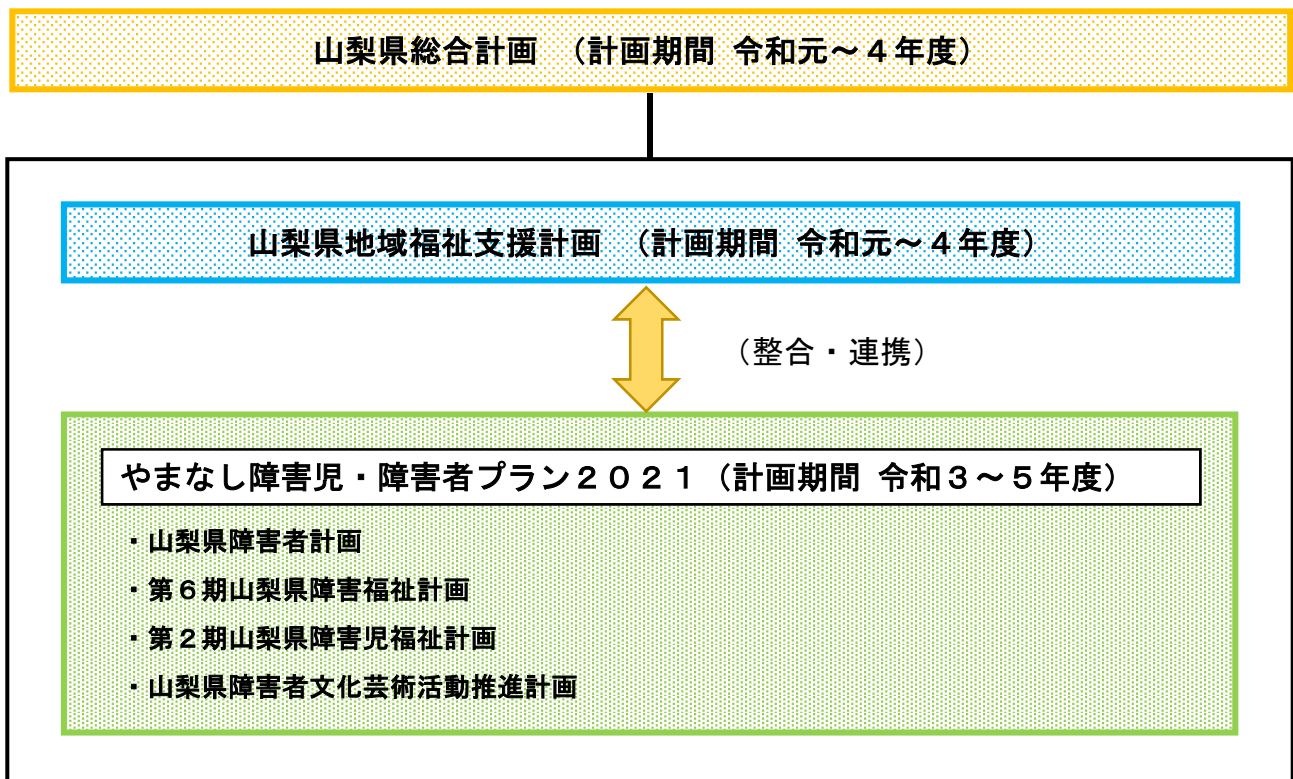 山梨県総合計画 （計画期間 令和元～４年度）
山梨県地域福祉支援計画 （計画期間 令和元～４年度）
（整合・連携）
やまなし障害児・障害者プラン２０２１（計画期間 令和３～５年度）
・山梨県障害者計画
・第６期山梨県障害福祉計画
・第２期山梨県障害児福祉計画
・山梨県障害者文化芸術活動推進計画